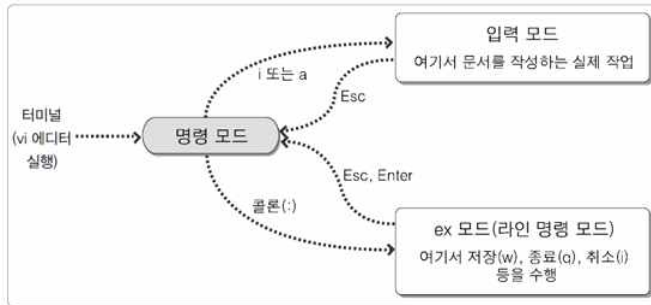 입력 모드
여기서 문서를 작성하는 실제 작업
i 또는 a
Esc
터미널
(vi 에디터
실행)
명령 모드
Esc, Enter
콜론(:)
ex 모드(라인 명령 모드)
여기서 저장(w), 종료(q), 취소(i)
등을 수행